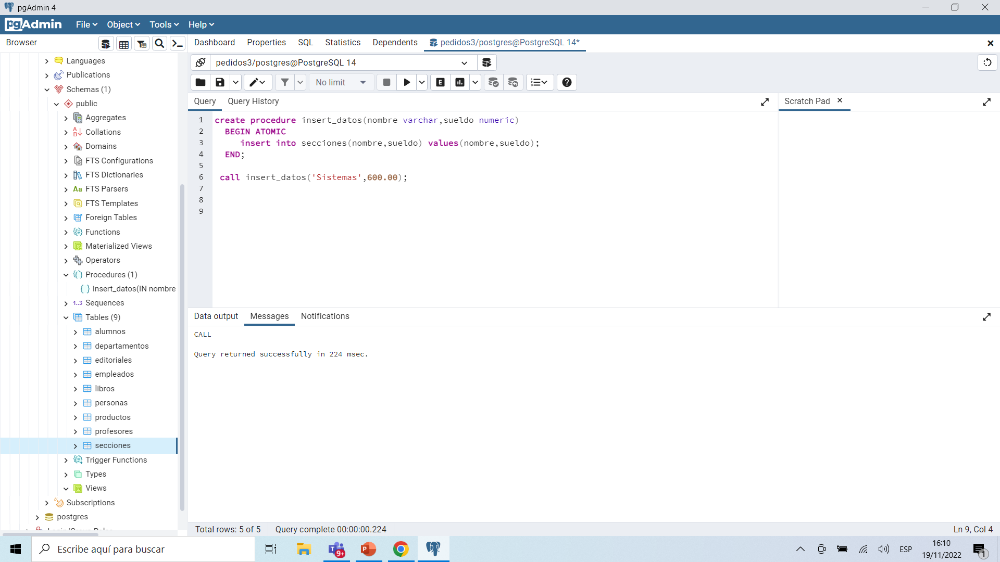 pgAdmin 4
pgAdmin File Object Tools Help
Browser
Dashboard Properties SQL Statistics Dependents pedidos3/postgres@PostgreSQL 14*
pedidos3/postgres@PostgreSQL 14
No limit
Query Query History
Scratch Pad
1 create procedure insert_datos(nombre varchar,sueldo numeric)
2 BEGIN ATOMIC
3 insert into secciones(nombre,sueldo) values(nombre,sueldo);
4 END;
5
6 call insert_datos('Sistemas',600.00);
7
8
9
Languages
Publications
Schemas (1)
public
Aggregates
Collations
Domains
FTS Configurations
FTS Dictionaries
Aa FTS Parsers
FTS Templates
Foreign Tables
Functions
Materialized Views
Operators
Procedures (1)
insert_datos(IN nombre
1..3 Sequences
Tables (9)
alumnos
departamentos
editoriales
empleados
libros
personas
productos
profesores
secciones
Trigger Functions
Types
Views
Subscriptions
postgres
Login/Group Roles
Data output Messages Notifications
CALL
Query returned successfully in 224 msec.
Total rows: 5 of 5 Query complete 00:00:00.224
Ln 9, Col 4
Escribe aquí para buscar
9+
ESP
16:10
19/11/2022
1